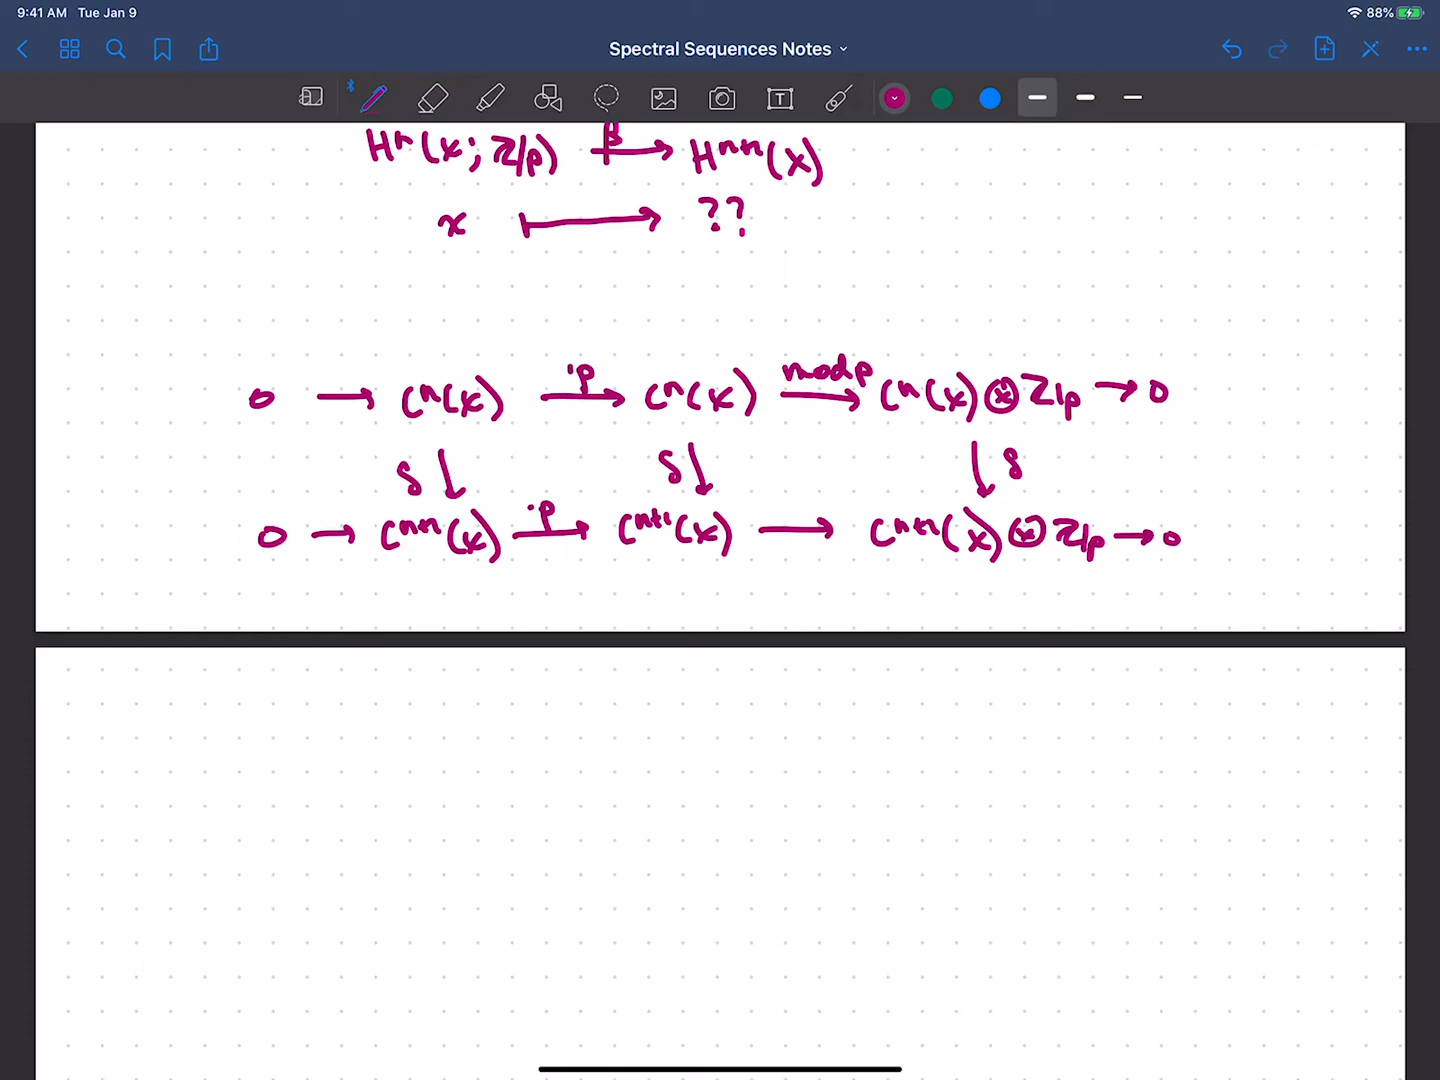 9:41 AM Tue Jan 9
88%
Spectral Sequences Notes
T
Hⁿ(X; ℤ/p) →β Hⁿ⁺¹(X)
x ↦ ??
0 → Cⁿ(X) →·p Cⁿ(X) →mod p Cⁿ(X) ⊗ ℤ/p → 0
δ ↓ δ ↓ ↓ δ
0 → Cⁿ⁺¹(X) →·p Cⁿ⁺¹(X) → Cⁿ⁺¹(X) ⊗ ℤ/p → 0